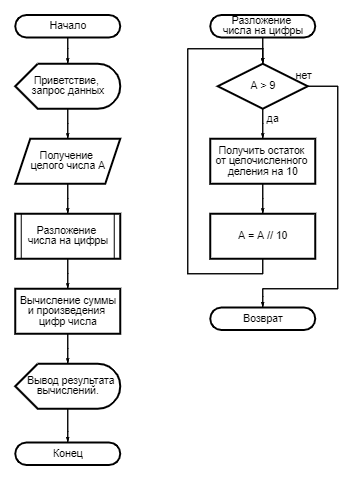 Начало
Приветствие,
запрос данных
Получение
целого числа А
Разложение
числа на цифры
Вычисление суммы
и произведения
цифр числа
Вывод результата
вычислений.
Конец
Разложение
числа на цифры
А > 9
нет
да
Получить остаток
от целочисленного
деления на 10
А = А // 10
Возврат